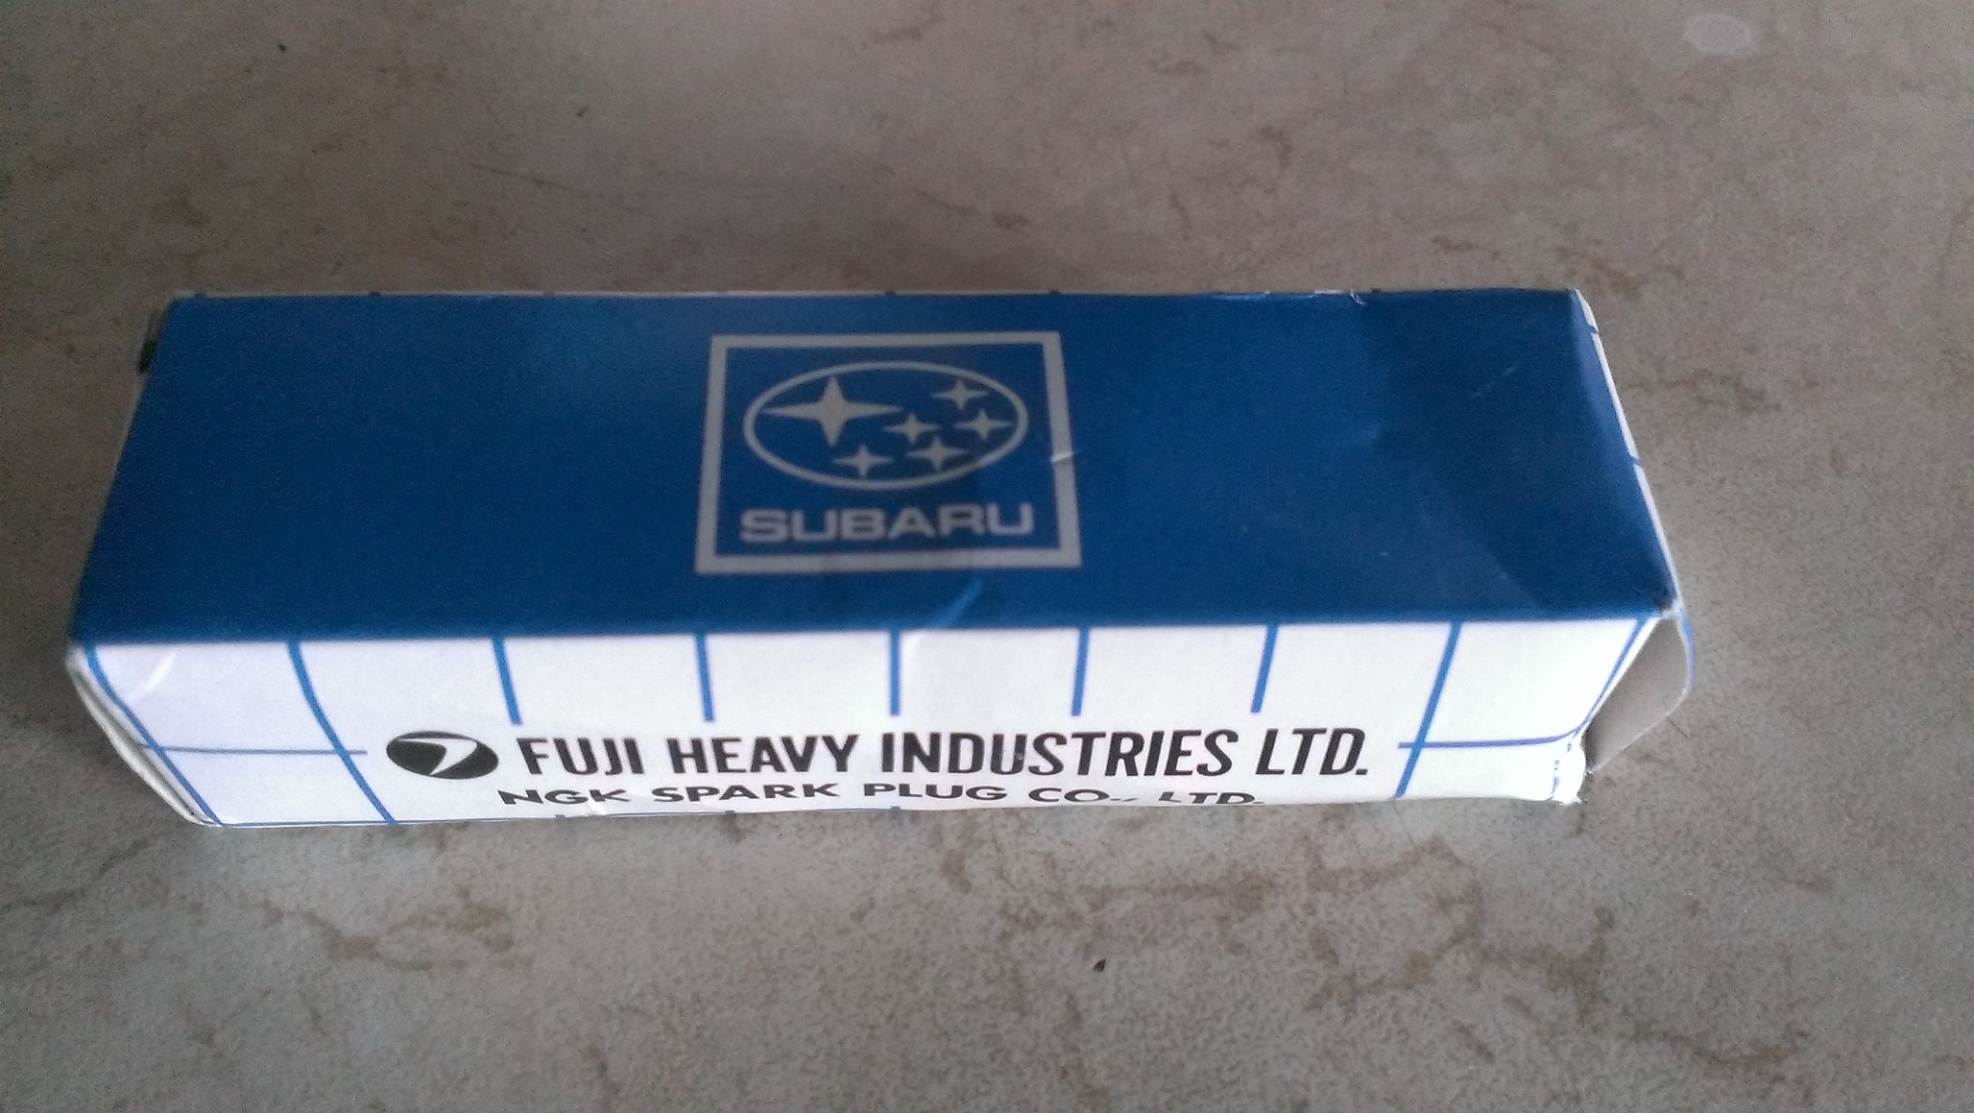 SUBARU
FUJI HEAVY INDUSTRIES LTD.
NGK SPARK PLUG CO., LTD.